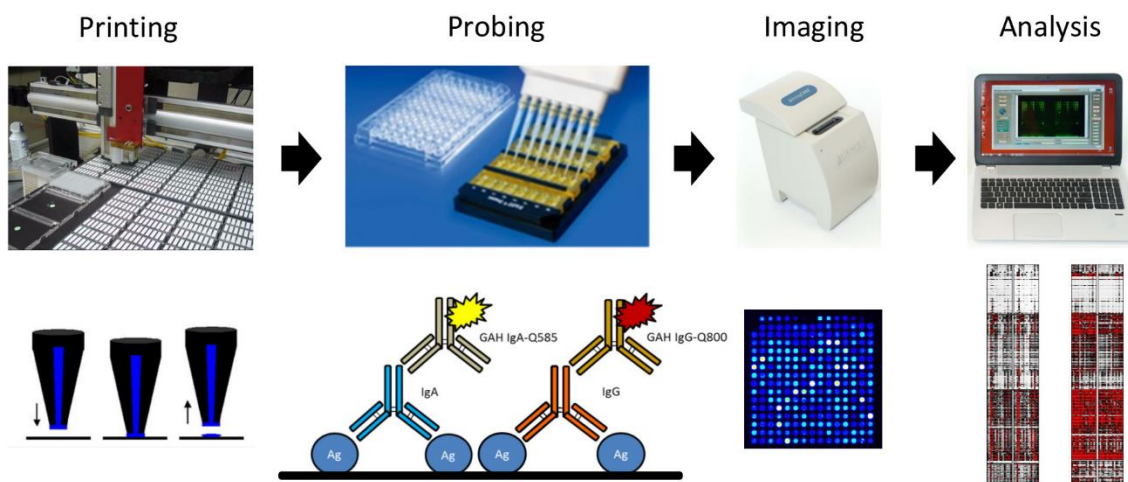 Printing
Probing
Imaging
Analysis
GAH IgA-Q585
GAH IgG-Q800
IgA
IgG
Ag
Ag
Ag
Ag